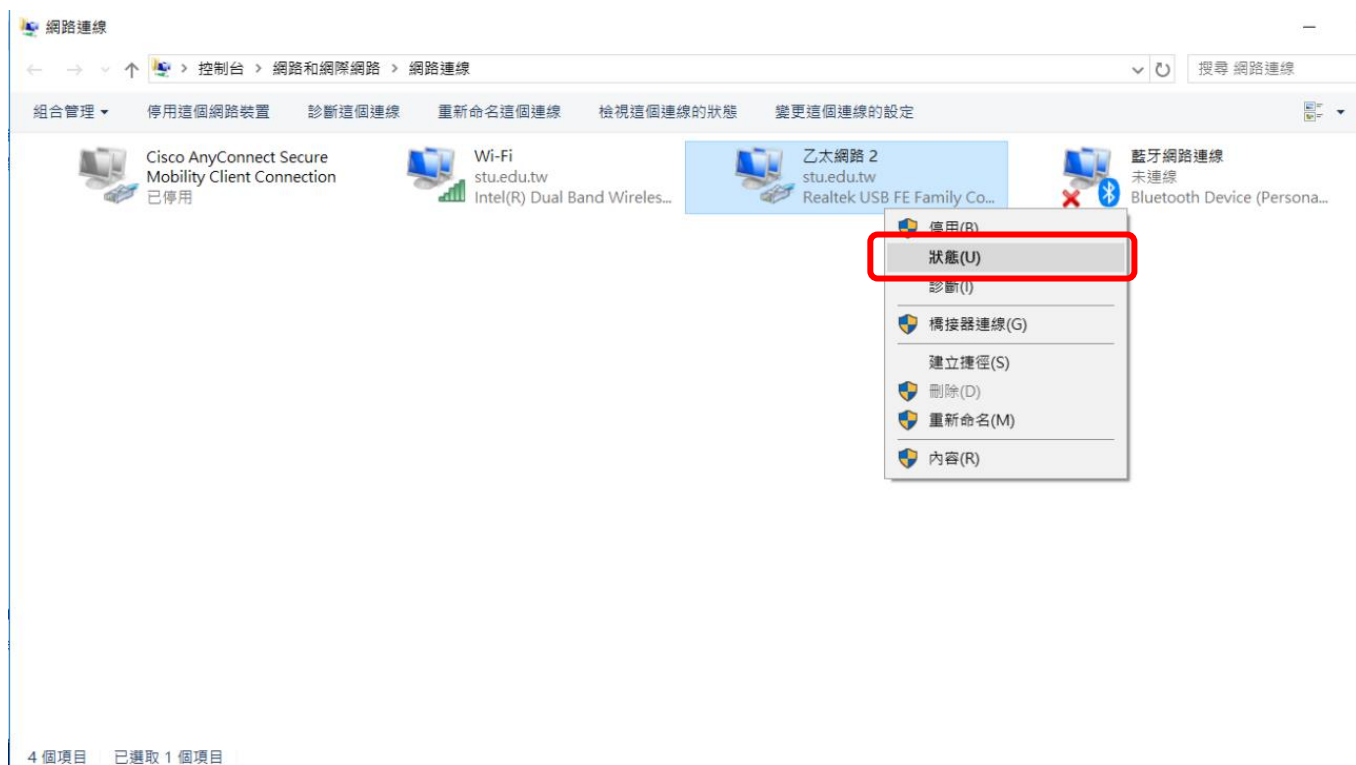 網路連線
控制台 > 網路和網際網路 > 網路連線
搜尋 網路連線
組合管理 停用這個網路裝置 診斷這個連線 重新命名這個連線 檢視這個連線的狀態 變更這個連線的設定
Cisco AnyConnect Secure
Mobility Client Connection
已停用
Wi-Fi
stu.edu.tw
Intel(R) Dual Band Wireles...
乙太網路 2
stu.edu.tw
Realtek USB FE Family Co...
藍牙網路連線
未連線
Bluetooth Device (Persona...
停用(B)
狀態(U)
診斷(I)
橋接器連線(G)
建立捷徑(S)
刪除(D)
重新命名(M)
內容(R)
4 個項目 已選取 1 個項目